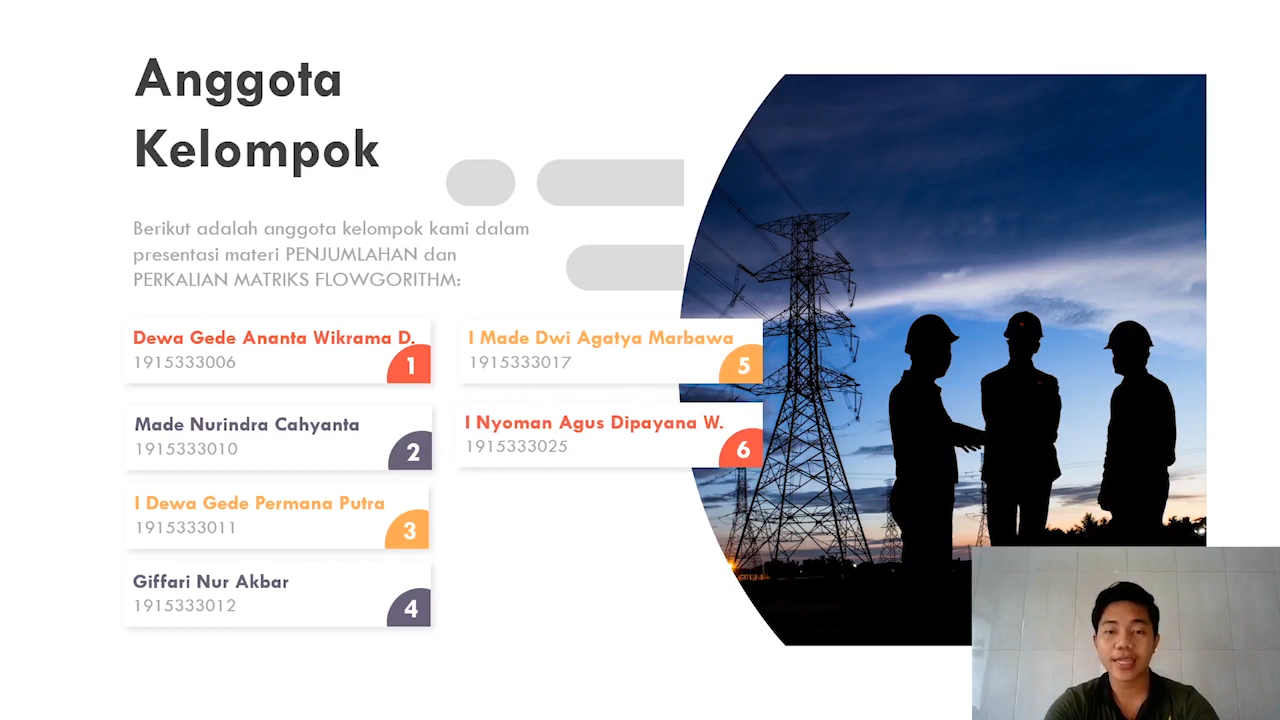 Anggota
Kelompok
Berikut adalah anggota kelompok kami dalam
presentasi materi PENJUMLAHAN dan
PERKALIAN MATRIKS FLOWGORITHM:
Dewa Gede Ananta Wikrama D.
1915333006
1
Made Nurindra Cahyanta
1915333010
2
I Dewa Gede Permana Putra
1915333011
3
Giffari Nur Akbar
1915333012
4
I Made Dwi Agatya Marbawa
1915333017
5
I Nyoman Agus Dipayana W.
1915333025
6